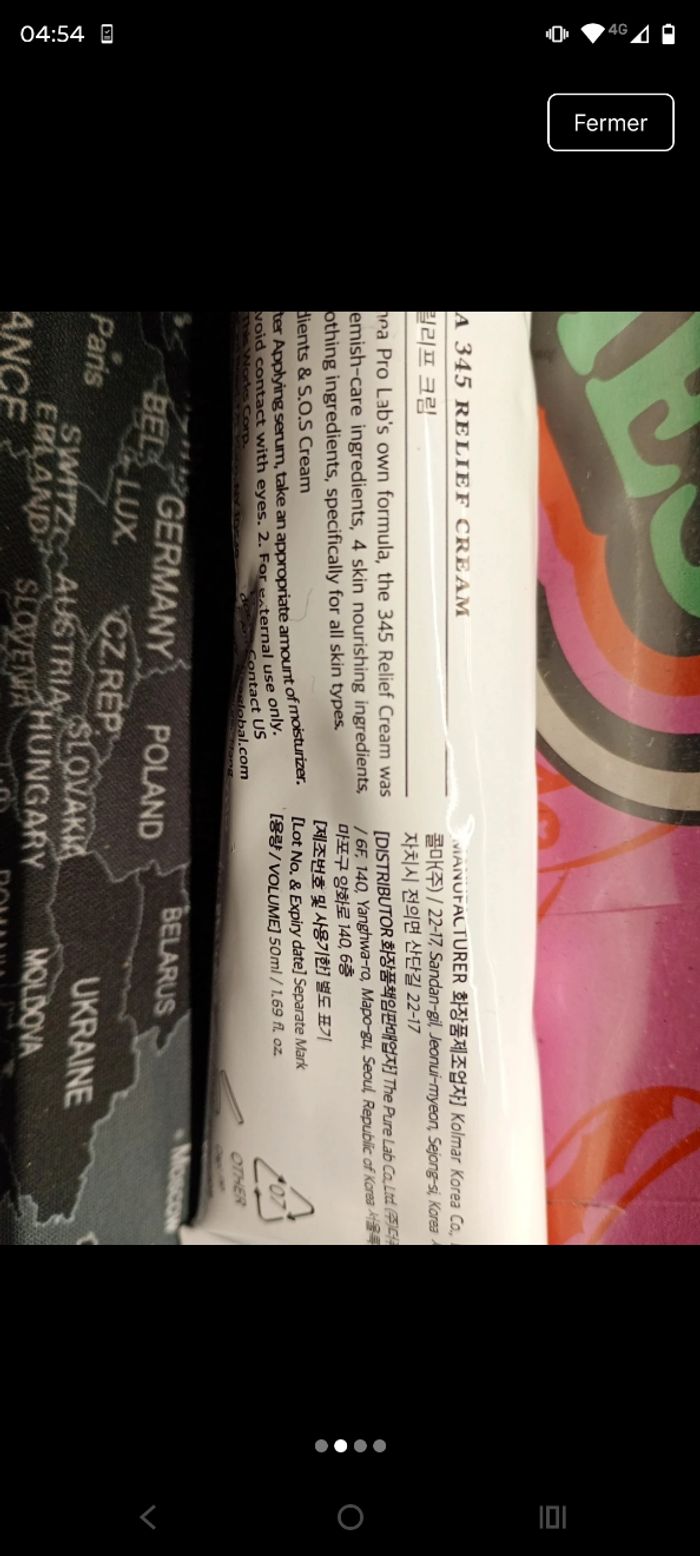 04:54
4G
Fermer
A 345 RELIEF CREAM
릴리프 크림
Pro Lab's own formula, the 345 Relief Cream was
emish-care ingredients, 4 skin nourishing ingredients,
othing ingredients, specifically for all skin types.
dients & S.O.S Cream
ter Applying serum, take an appropriate amount of moisturizer.
void contact with eyes. 2. For external use only.
This Works Corp.
Contact US
global.com
MANUFACTURER 화장품제조업자] Kolmar Korea Co.,
콜마(주) / 22-17, Sandan-gil, Jeonui-myeon, Sejong-si, Korea
자치시 전의면 산단길 22-17
[DISTRIBUTOR 화장품책임판매업자] The Pure Lab Co., Ltd.
/ 6F, 140, Yanghwa-ro, Mapo-gu, Seoul, Republic of Korea
마포구 양화로 140, 6층
[제조번호 및 사용기한] 별도 표기
[Lot No. & Expiry date] Separate Mark
[용량 / VOLUME] 50ml / 1.69 fl. oz.
07
OTHER
Paris
ANCE
BEL.
LUX
GERMANY
SWITZ
ERLAND
AUSTRIA
CZ.REP
POLAND
SLOVAKIA
HUNGARY
BELARUS
UKRAINE
MOLDOVA
Moscow